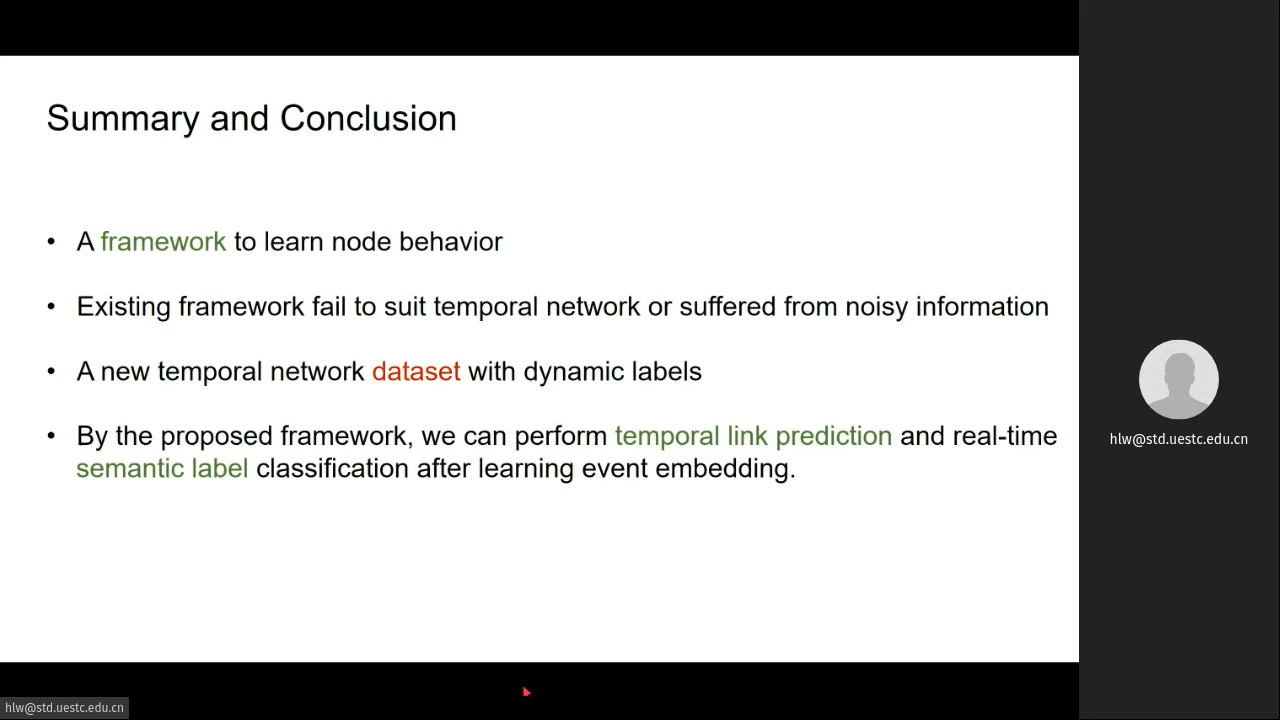 Summary and Conclusion
• A framework to learn node behavior
• Existing framework fail to suit temporal network or suffered from noisy information
• A new temporal network dataset with dynamic labels
• By the proposed framework, we can perform temporal link prediction and real-time
semantic label classification after learning event embedding.
hlw@std.uestc.edu.cn
hlw@std.uestc.edu.cn